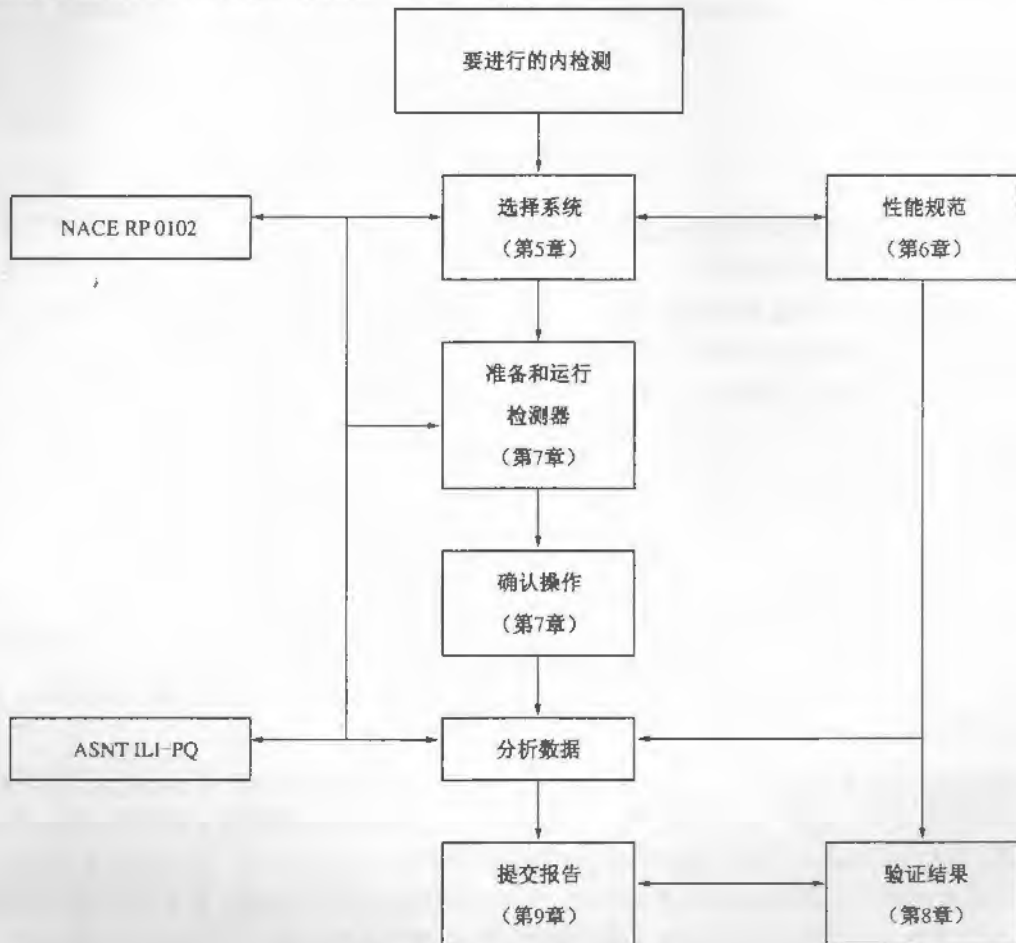 要进行的内检测
NACE RP 0102
选择系统
(第5章)
性能规范
(第6章)
准备和运行
检测器
(第7章)
确认操作
(第7章)
ASNT ILI-PQ
分析数据
提交报告
(第9章)
验证结果
(第8章)